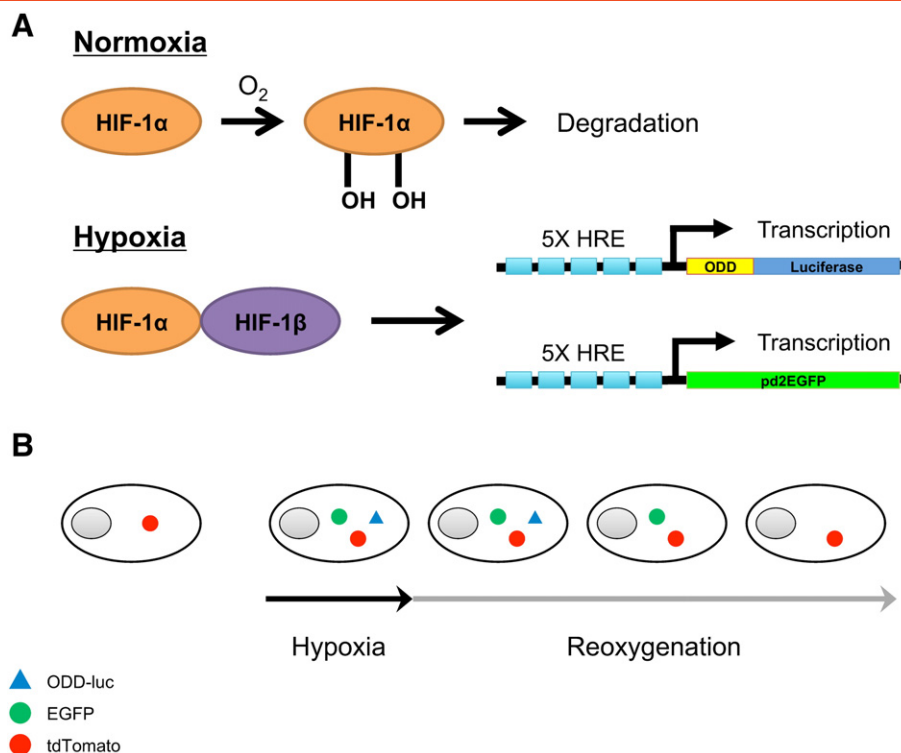 A
Normoxia
HIF-1α
O₂
HIF-1α
Degradation
OH OH
Hypoxia
5X HRE
Transcription
ODD
Luciferase
HIF-1α
HIF-1β
5X HRE
Transcription
pd2EGFP
B
Hypoxia
Reoxygenation
ODD-luc
EGFP
tdTomato